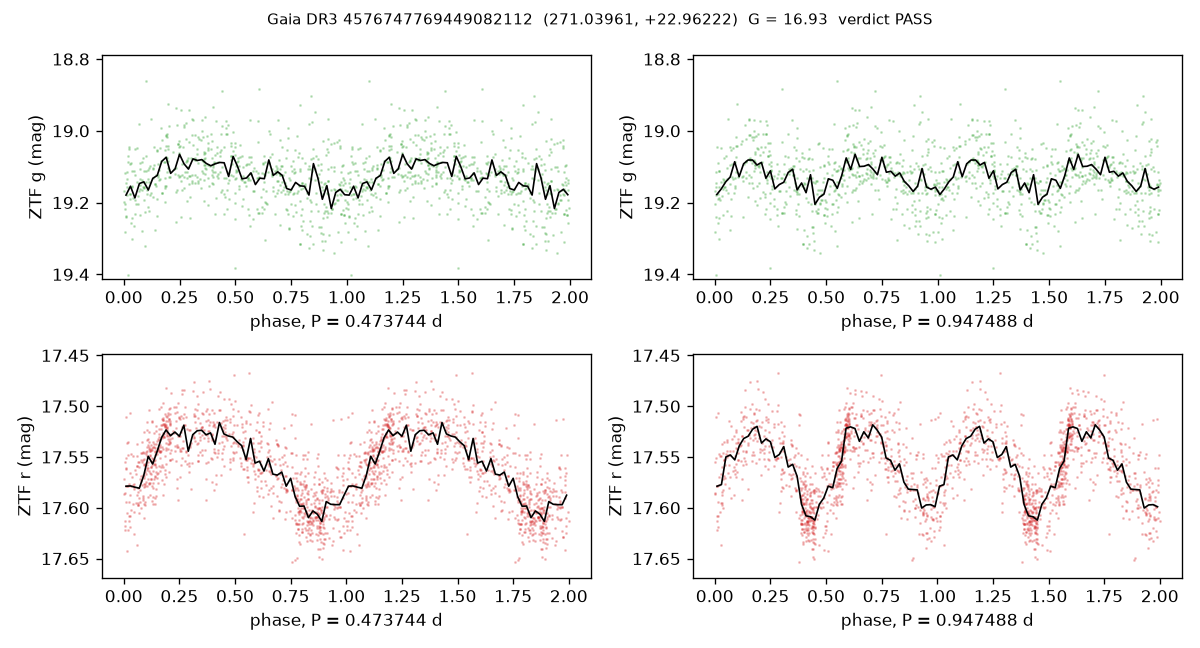 Gaia DR3 4576747769449082112  (271.03961, +22.96222)  G = 16.93  verdict PASS
ZTF g (mag)
18.8
19.0
19.2
19.4
0.00 0.25 0.50 0.75 1.00 1.25 1.50 1.75 2.00
phase, P = 0.473744 d
ZTF g (mag)
18.8
19.0
19.2
19.4
0.00 0.25 0.50 0.75 1.00 1.25 1.50 1.75 2.00
phase, P = 0.947488 d
ZTF r (mag)
17.45
17.50
17.55
17.60
17.65
0.00 0.25 0.50 0.75 1.00 1.25 1.50 1.75 2.00
phase, P = 0.473744 d
ZTF r (mag)
17.45
17.50
17.55
17.60
17.65
0.00 0.25 0.50 0.75 1.00 1.25 1.50 1.75 2.00
phase, P = 0.947488 d